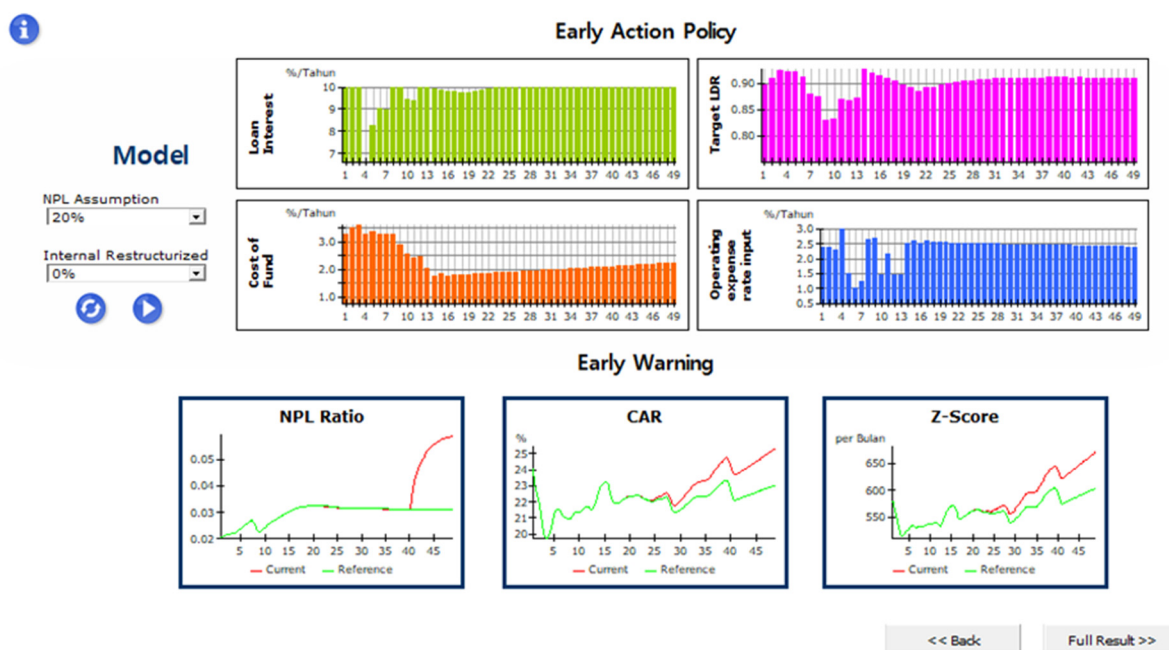 i
Early Action Policy
%/Tahun
Loan
Interest
10
9
8
7
1 4 7 10 13 16 19 22 25 28 31 34 37 40 43 46 49
Target LDR
0.90
0.85
0.80
1 4 7 10 13 16 19 22 25 28 31 34 37 40 43 46 49
Model
NPL Assumption
20%
Internal Restructurized
0%
%/Tahun
Cost of
Fund
3.0
2.0
1.0
1 4 7 10 13 16 19 22 25 28 31 34 37 40 43 46 49
%/Tahun
Operating
expense
rate input
3.0
2.5
2.0
1.5
1.0
0.5
1 4 7 10 13 16 19 22 25 28 31 34 37 40 43 46 49
Early Warning
NPL Ratio
0.05
0.04
0.03
0.02
5 10 15 20 25 30 35 40 45
Current Reference
CAR
%
25
24
23
22
21
20
5 10 15 20 25 30 35 40 45
Current Reference
Z-Score
per Bulan
650
600
550
5 10 15 20 25 30 35 40 45
Current Reference
<< Back
Full Result >>